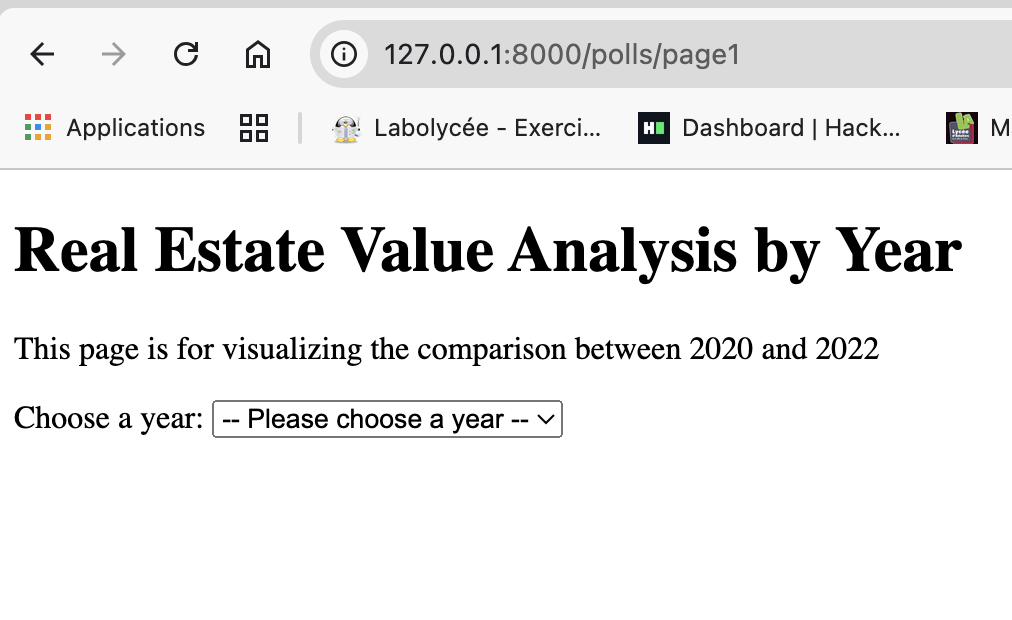 127.0.0.1:8000/polls/page1
Applications
Labolycée - Exerci...
Dashboard | Hack...
Real Estate Value Analysis by Year
This page is for visualizing the comparison between 2020 and 2022
Choose a year: -- Please choose a year --